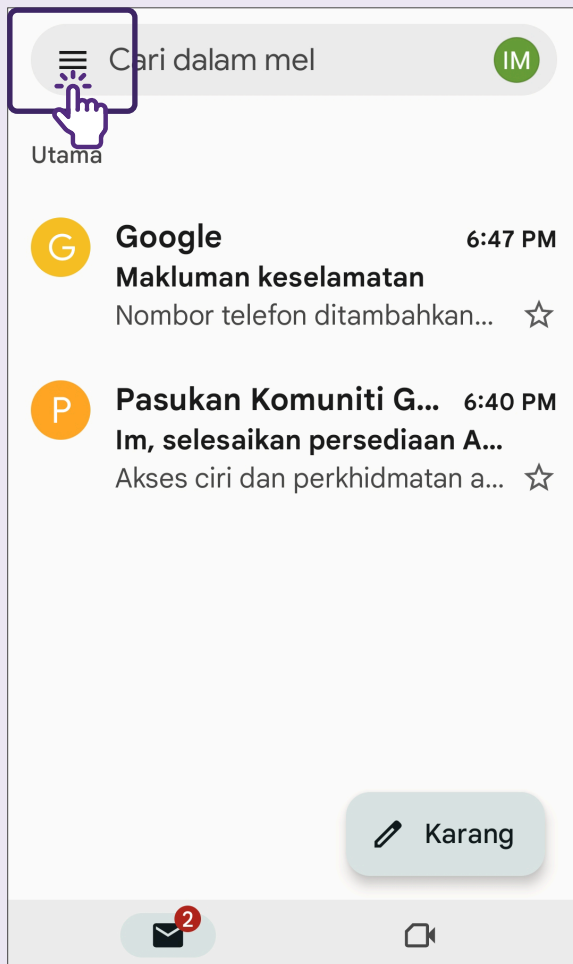 Cari dalam mel
IM
Utama
G
Google
6:47 PM
Makluman keselamatan
Nombor telefon ditambahkan...
P
Pasukan Komuniti G...
6:40 PM
Im, selesaikan persediaan A...
Akses ciri dan perkhidmatan a...
Karang
2